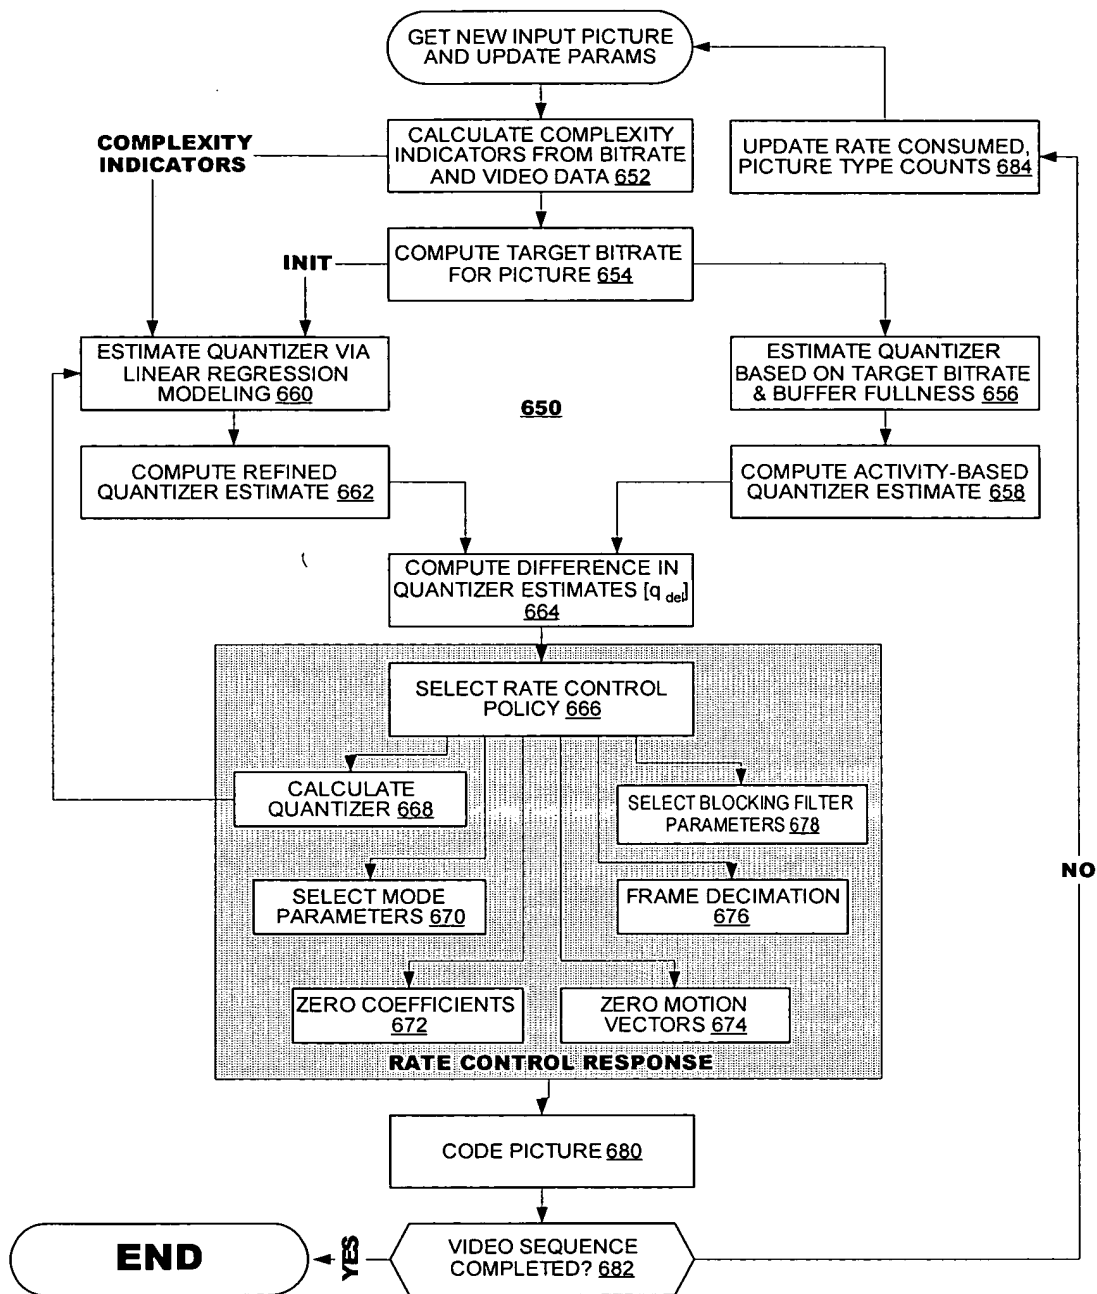 GET NEW INPUT PICTURE
AND UPDATE PARAMS
COMPLEXITY
INDICATORS
CALCULATE COMPLEXITY
INDICATORS FROM BITRATE
AND VIDEO DATA 652
UPDATE RATE CONSUMED,
PICTURE TYPE COUNTS 684
INIT
COMPUTE TARGET BITRATE
FOR PICTURE 654
ESTIMATE QUANTIZER VIA
LINEAR REGRESSION
MODELING 660
650
ESTIMATE QUANTIZER
BASED ON TARGET BITRATE
& BUFFER FULLNESS 656
COMPUTE REFINED
QUANTIZER ESTIMATE 662
COMPUTE ACTIVITY-BASED
QUANTIZER ESTIMATE 658
COMPUTE DIFFERENCE IN
QUANTIZER ESTIMATES [q del]
664
SELECT RATE CONTROL
POLICY 666
CALCULATE
QUANTIZER 668
SELECT BLOCKING FILTER
PARAMETERS 678
SELECT MODE
PARAMETERS 670
FRAME DECIMATION
676
NO
ZERO COEFFICIENTS
672
ZERO MOTION
VECTORS 674
RATE CONTROL RESPONSE
CODE PICTURE 680
END
YES
VIDEO SEQUENCE
COMPLETED? 682